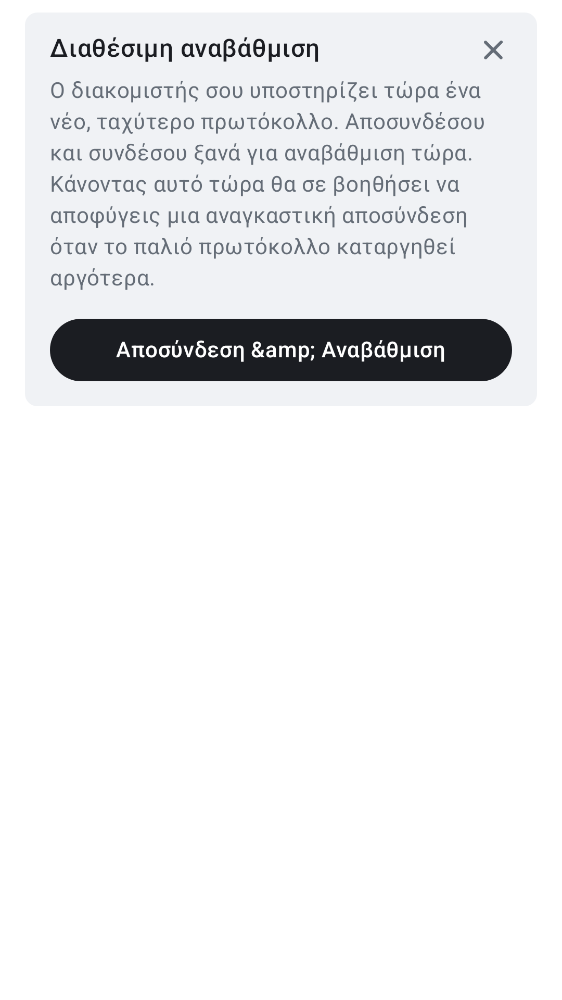 Διαθέσιμη αναβάθμιση
Ο διακομιστής σου υποστηρίζει τώρα ένα
νέο, ταχύτερο πρωτόκολλο. Αποσυνδέσου
και συνδέσου ξανά για αναβάθμιση τώρα.
Κάνοντας αυτό τώρα θα σε βοηθήσει να
αποφύγεις μια αναγκαστική αποσύνδεση
όταν το παλιό πρωτόκολλο καταργηθεί
αργότερα.
Αποσύνδεση &amp; Αναβάθμιση